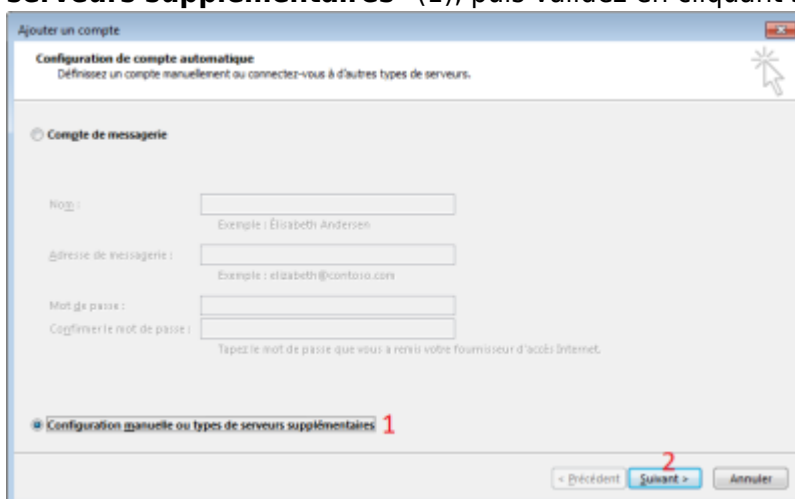 serveurs supplémentaires" (1), puis validez en cliquant
Ajouter un compte
Configuration de compte automatique
Définissez un compte manuellement ou connectez-vous à d'autres types de serveurs.
Compte de messagerie
Nom :
Exemple : Élisabeth Andersen
Adresse de messagerie :
Exemple : elizabeth@contoso.com
Mot de passe :
Confirmer le mot de passe :
Tapez le mot de passe que vous a remis votre fournisseur d'accès Internet.
Configuration manuelle ou types de serveurs supplémentaires 1
2
< Précédent Suivant > Annuler